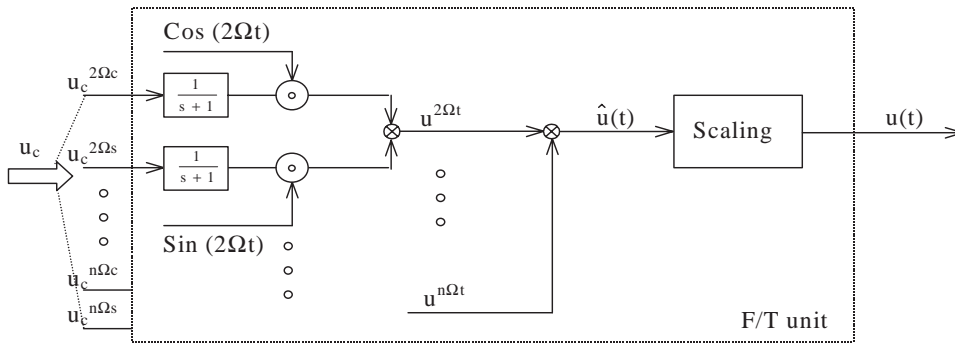 Cos (2Ωt)
u_c^{2Ωc}
1
s + 1
u_c
u_c^{2Ωs}
1
s + 1
Sin (2Ωt)
u^{2Ωt}
û(t)
Scaling
u(t)
u_c^{nΩc}
u_c^{nΩs}
u^{nΩt}
F/T unit